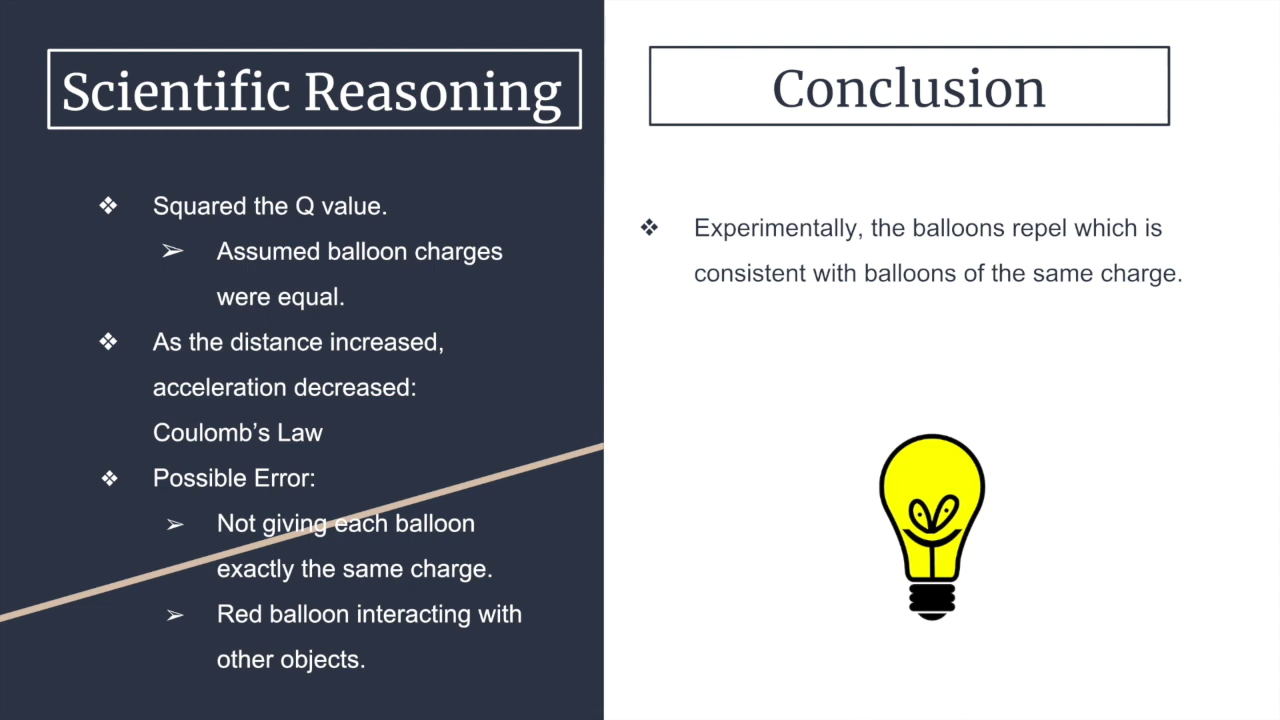 Scientific Reasoning
❖ Squared the Q value.
➢ Assumed balloon charges
were equal.
❖ As the distance increased,
acceleration decreased:
Coulomb’s Law
❖ Possible Error:
➢ Not giving each balloon
exactly the same charge.
➢ Red balloon interacting with
other objects.
Conclusion
❖ Experimentally, the balloons repel which is
consistent with balloons of the same charge.